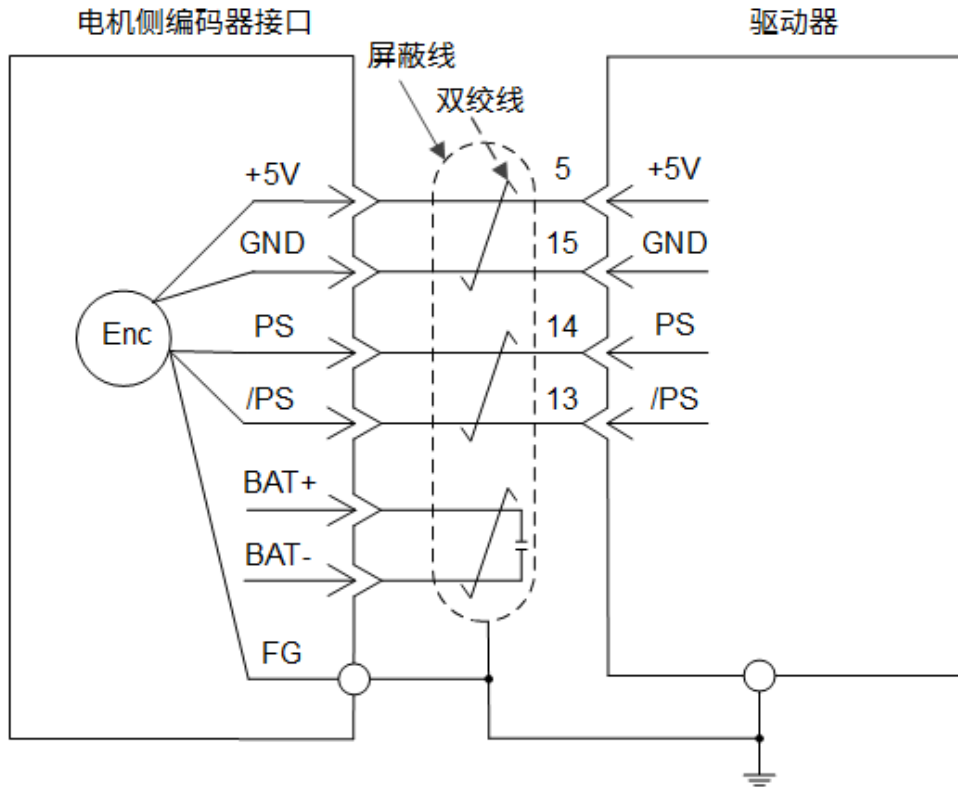 电机侧编码器接口 驱动器
屏蔽线
双绞线
+5V 5 +5V
GND 15 GND
Enc
PS 14 PS
/PS 13 /PS
BAT+
BAT-
FG